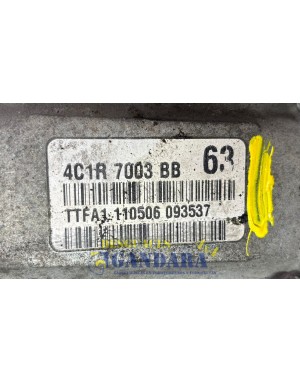 4C1R 7003 BB 63
TTFA1 110506 093537
GANDARA